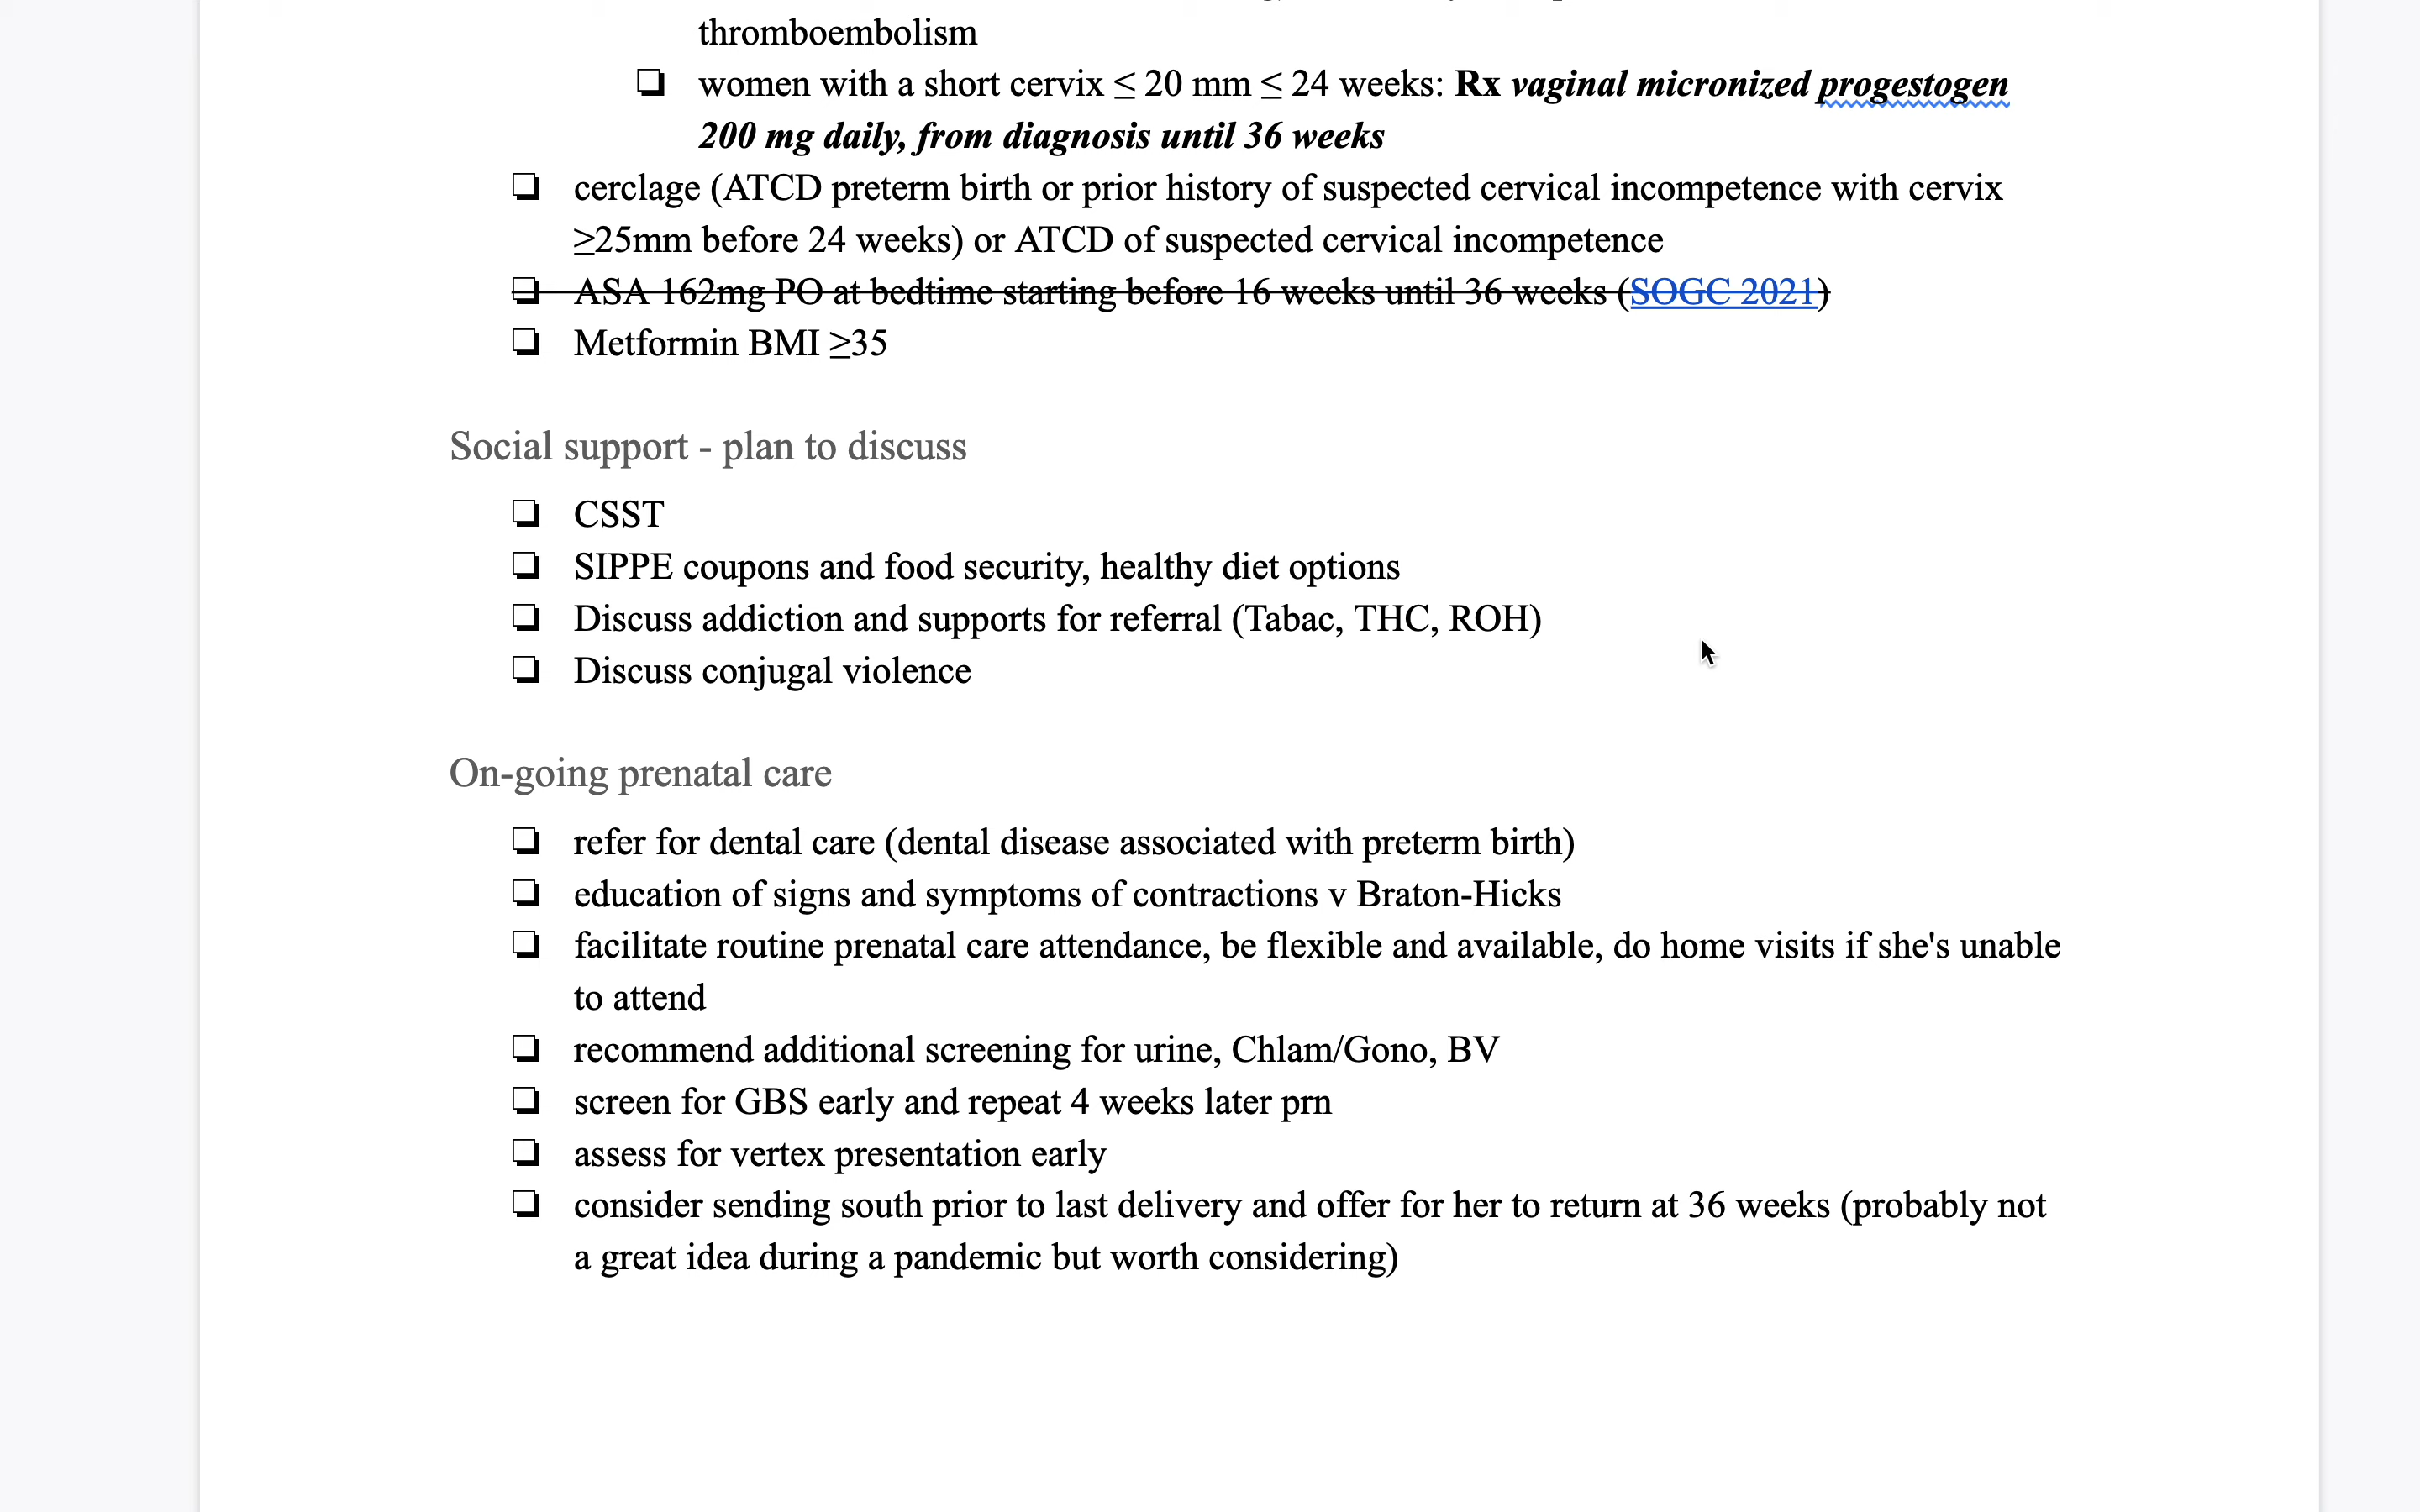 thromboembolism
❏ women with a short cervix ≤ 20 mm ≤ 24 weeks: Rx vaginal micronized progestogen
200 mg daily, from diagnosis until 36 weeks
❏ cerclage (ATCD preterm birth or prior history of suspected cervical incompetence with cervix
≥25mm before 24 weeks) or ATCD of suspected cervical incompetence
❏ ASA 162mg PO at bedtime starting before 16 weeks until 36 weeks (SOGC 2021)
❏ Metformin BMI ≥35
Social support - plan to discuss
❏ CSST
❏ SIPPE coupons and food security, healthy diet options
❏ Discuss addiction and supports for referral (Tabac, THC, ROH)
❏ Discuss conjugal violence
On-going prenatal care
❏ refer for dental care (dental disease associated with preterm birth)
❏ education of signs and symptoms of contractions v Braton-Hicks
❏ facilitate routine prenatal care attendance, be flexible and available, do home visits if she's unable
to attend
❏ recommend additional screening for urine, Chlam/Gono, BV
❏ screen for GBS early and repeat 4 weeks later prn
❏ assess for vertex presentation early
❏ consider sending south prior to last delivery and offer for her to return at 36 weeks (probably not
a great idea during a pandemic but worth considering)